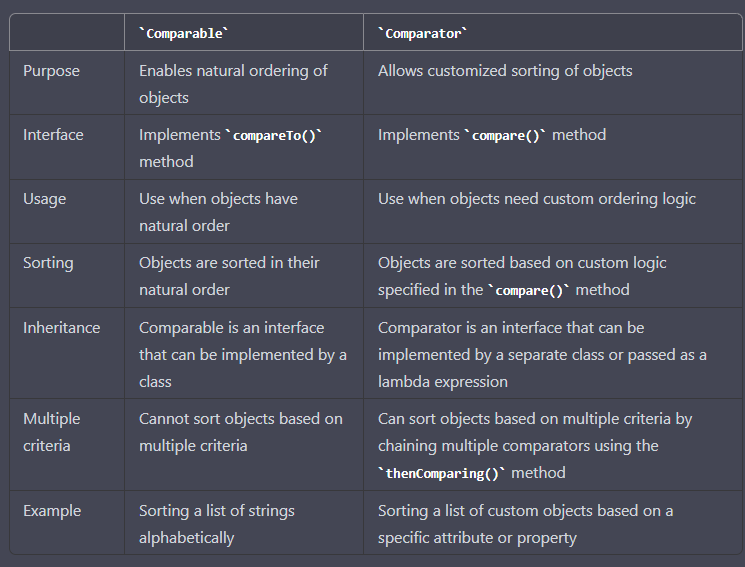 `Comparable` `Comparator`
Purpose Enables natural ordering of Allows customized sorting of objects
objects
Interface Implements `compareTo()` Implements `compare()` method
method
Usage Use when objects have Use when objects need custom ordering logic
natural order
Sorting Objects are sorted in their Objects are sorted based on custom logic
natural order specified in the `compare()` method
Inheritance Comparable is an interface Comparator is an interface that can be
that can be implemented by a implemented by a separate class or passed as a
class lambda expression
Multiple Cannot sort objects based on Can sort objects based on multiple criteria by
criteria multiple criteria chaining multiple comparators using the
`thenComparing()` method
Example Sorting a list of strings Sorting a list of custom objects based on a
alphabetically specific attribute or property